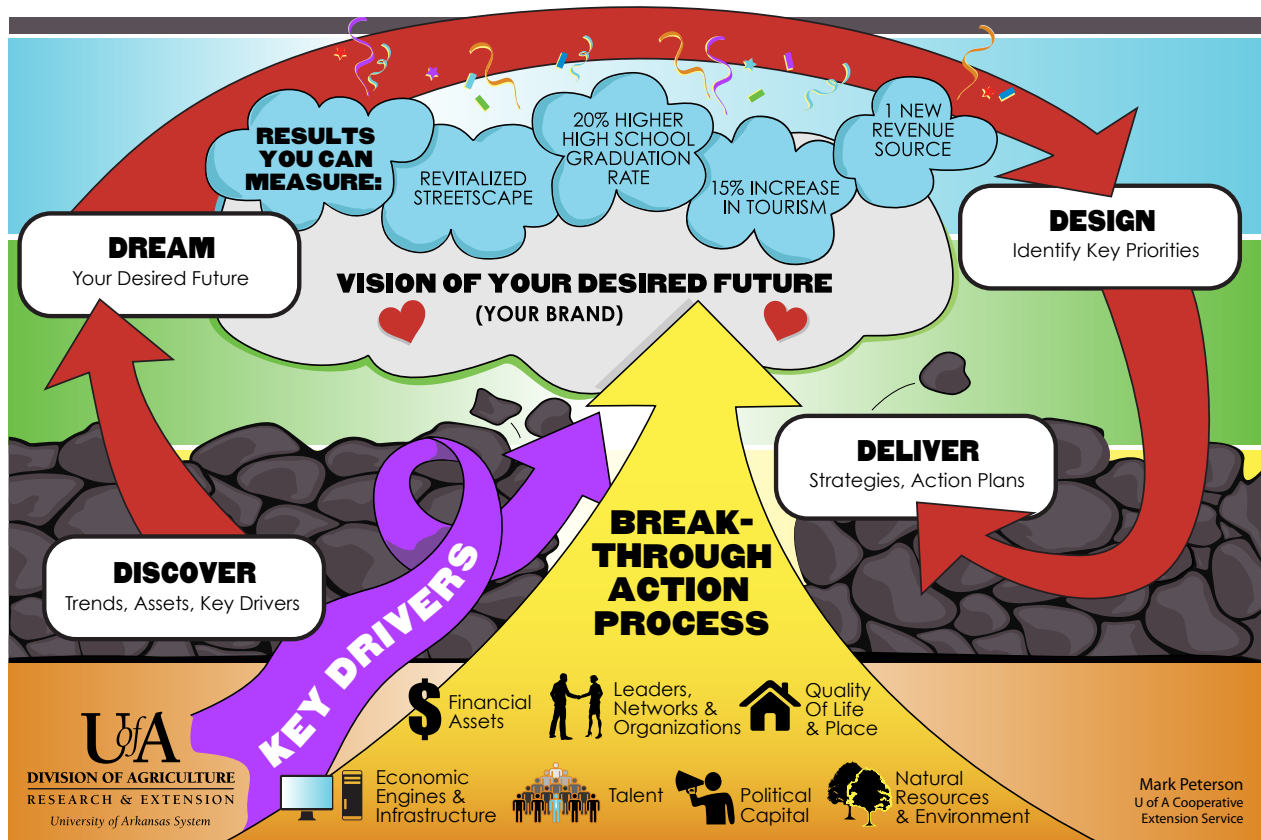 RESULTS
YOU CAN
MEASURE:
REVITALIZED
STREETSCAPE
20% HIGHER
HIGH SCHOOL
GRADUATION
RATE
15% INCREASE
IN TOURISM
1 NEW
REVENUE
SOURCE
DREAM
Your Desired Future
DESIGN
Identify Key Priorities
VISION OF YOUR DESIRED FUTURE
(YOUR BRAND)
DELIVER
Strategies, Action Plans
DISCOVER
Trends, Assets, Key Drivers
KEY DRIVERS
BREAK-
THROUGH
ACTION
PROCESS
$
Financial
Assets
Leaders,
Networks &
Organizations
Quality
Of Life
& Place
Economic
Engines &
Infrastructure
Talent
Political
Capital
Natural
Resources
& Environment
UofA
DIVISION OF AGRICULTURE
RESEARCH & EXTENSION
University of Arkansas System
Mark Peterson
U of A Cooperative
Extension Service